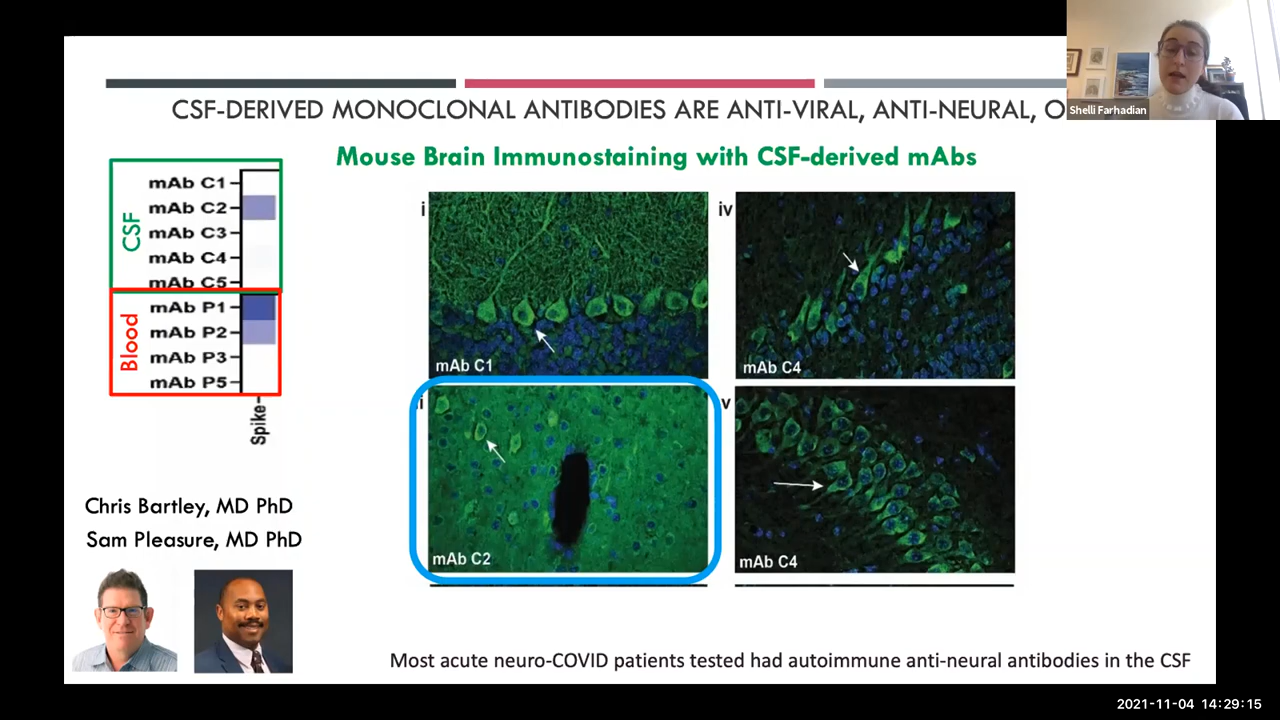 Shelli Farhadian
CSF-DERIVED MONOCLONAL ANTIBODIES ARE ANTI-VIRAL, ANTI-NEURAL, O
Mouse Brain Immunostaining with CSF-derived mAbs
CSF
mAb C1
mAb C2
mAb C3
mAb C4
mAb C5
Blood
mAb P1
mAb P2
mAb P3
mAb P5
Spike
i
mAb C1
iv
mAb C4
ii
mAb C2
v
mAb C4
Chris Bartley, MD PhD
Sam Pleasure, MD PhD
Most acute neuro-COVID patients tested had autoimmune anti-neural antibodies in the CSF
2021-11-04 14:29:15